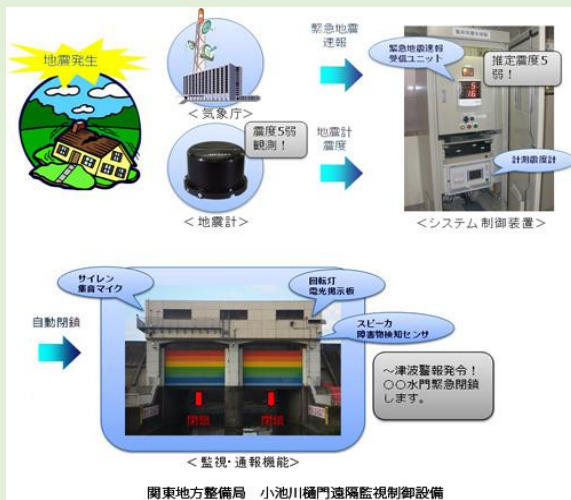 地震発生
緊急地震
速報
<気象庁>
震度5弱
観測！
地震計
震度
<地震計>
緊急地震速報
受信ユニット
推定震度5
弱！
計測震度計
<システム制御装置>
自動閉鎖
サイレン
集音マイク
回転灯
電光掲示板
スピーカ
障害物検知センサ
閉鎖
閉鎖
～津波警報発令！
○○水門緊急閉鎖
します。
<監視・通報機能>
関東地方整備局　小池川樋門遠隔監視制御設備